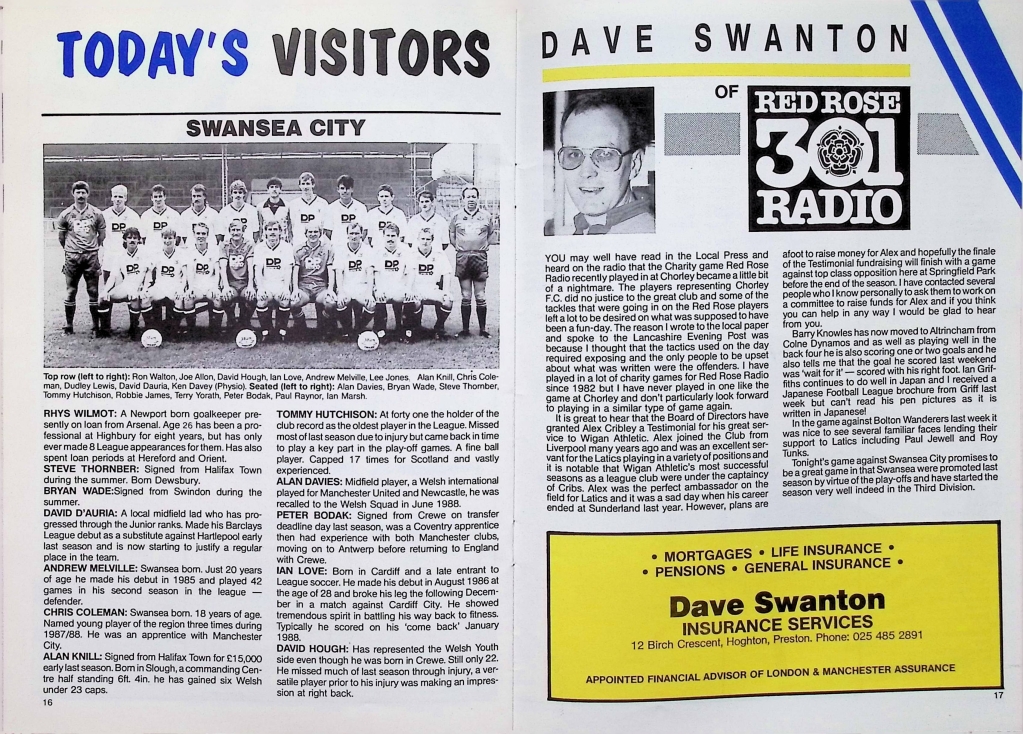 TODAY'S VISITORS
SWANSEA CITY
Top row (left to right): Ron Walton, Joe Allon, David Hough, Ian Love, Andrew Melville, Lee Jones. Alan Knill, Chris Cole-
man, Dudley Lewis, David Dauria, Ken Davey (Physio). Seated (left to right): Alan Davies, Bryan Wade, Steve Thornber,
Tommy Hutchison, Robbie James, Terry Yorath, Peter Bodak, Paul Raynor, Ian Marsh.
RHYS WILMOT: A Newport born goalkeeper pre-
sently on loan from Arsenal. Age 26 has been a
professional at Highbury for eight years, but has only
ever made 8 League appearances for them. Has also
spent loan periods at Hereford and Orient.
STEVE THORNBER: Signed from Halifax Town
during the summer. Born Dewsbury.
BRYAN WADE:Signed from Swindon during the
summer.
DAVID D'AURIA: A local midfield lad who has pro-
gressed through the Junior ranks. Made his Barclays
League debut as a substitute against Hartlepool early
last season and is now starting to justify a regular
place in the team.
ANDREW MELVILLE: Swansea born. Just 20 years
of age he made his debut in 1985 and played 42
games in his second season in the league —
defender.
CHRIS COLEMAN: Swansea born. 18 years of age.
Named young player of the region three times during
1987/88. He was an apprentice with Manchester
City.
ALAN KNILL: Signed from Halifax Town for £15,000
early last season. Born in Slough, a commanding Cen-
tre half standing 6ft. 4in. he has gained six Welsh
under 23 caps.
16
TOMMY HUTCHISON: At forty one the holder of the
club record as the oldest player in the League. Missed
most of last season due to injury but came back in time
to play a key part in the play-off games. A fine ball
player. Capped 17 times for Scotland and vastly
experienced.
ALAN DAVIES: Midfield player, a Welsh international
played for Manchester United and Newcastle, he was
recalled to the Welsh Squad in June 1988.
PETER BODAK: Signed from Crewe on transfer
deadline day last season, was a Coventry apprentice
then had experience with both Manchester clubs,
moving on to Antwerp before returning to England
with Crewe.
IAN LOVE: Born in Cardiff and a late entrant to
League soccer. He made his debut in August 1986 at
the age of 28 and broke his leg the following Decem-
ber in a match against Cardiff City. He showed
tremendous spirit in battling his way back to fitness.
Typically he scored on his 'come back' January
1988.
DAVID HOUGH: Has represented the Welsh Youth
side even though he was born in Crewe. Still only 22.
He missed much of last season through injury, a ver-
satile player prior to his injury was making an impres-
sion at right back.
DAVE SWANTON
OF
RED ROSE
301
RADIO
YOU may well have read in the Local Press and
heard on the radio that the Charity game Red Rose
Radio recently played in at Chorley became a little bit
of a nightmare. The players representing Chorley
F.C. did no justice to the great club and some of the
tackles that were going in on the Red Rose players
left a lot to be desired on what was supposed to have
been a fun-day. The reason I wrote to the local paper
and spoke to the Lancashire Evening Post was
because I thought that the tactics used on the day
required exposing and the only people to be upset
about what was written were the offenders. I have
played in a lot of charity games for Red Rose Radio
since 1982 but I have never played in one like the
game at Chorley and don't particularly look forward
to playing in a similar type of game again.
It is great to hear that the Board of Directors have
granted Alex Cribley a Testimonial for his great ser-
vice to Wigan Athletic. Alex joined the Club from
Liverpool many years ago and was an excellent ser-
vant for the Latics playing in a variety of positions and
it is notable that Wigan Athletic's most successful
seasons as a league club were under the captaincy
of Cribs. Alex was the perfect ambassador on the
field for Latics and it was a sad day when his career
ended at Sunderland last year. However, plans are
afoot to raise money for Alex and hopefully the finale
of the Testimonial fundraising will finish with a game
against top class opposition here at Springfield Park
before the end of the season. I have contacted several
people who I know personally to ask them to work on
a committee to raise funds for Alex and if you think
you can help in any way I would be glad to hear
from you.
Barry Knowles has now moved to Altrincham from
Colne Dynamos and as well as playing well in the
back four he is also scoring one or two goals and he
also tells me that the goal he scored last weekend
was 'wait for it' — scored with his right foot. Ian Grif-
fiths continues to do well in Japan and I received a
Japanese Football League brochure from Griff last
week but can't read his pen pictures as it is
written in Japanese!
In the game against Bolton Wanderers last week it
was nice to see several familiar faces lending their
support to Latics including Paul Jewell and Roy
Tunks.
Tonight's game against Swansea City promises to
be a great game in that Swansea were promoted last
season by virtue of the play-offs and have started the
season very well indeed in the Third Division.
• MORTGAGES • LIFE INSURANCE •
• PENSIONS • GENERAL INSURANCE •
Dave Swanton
INSURANCE SERVICES
12 Birch Crescent, Hoghton, Preston. Phone: 025 485 2891
APPOINTED FINANCIAL ADVISOR OF LONDON & MANCHESTER ASSURANCE
17